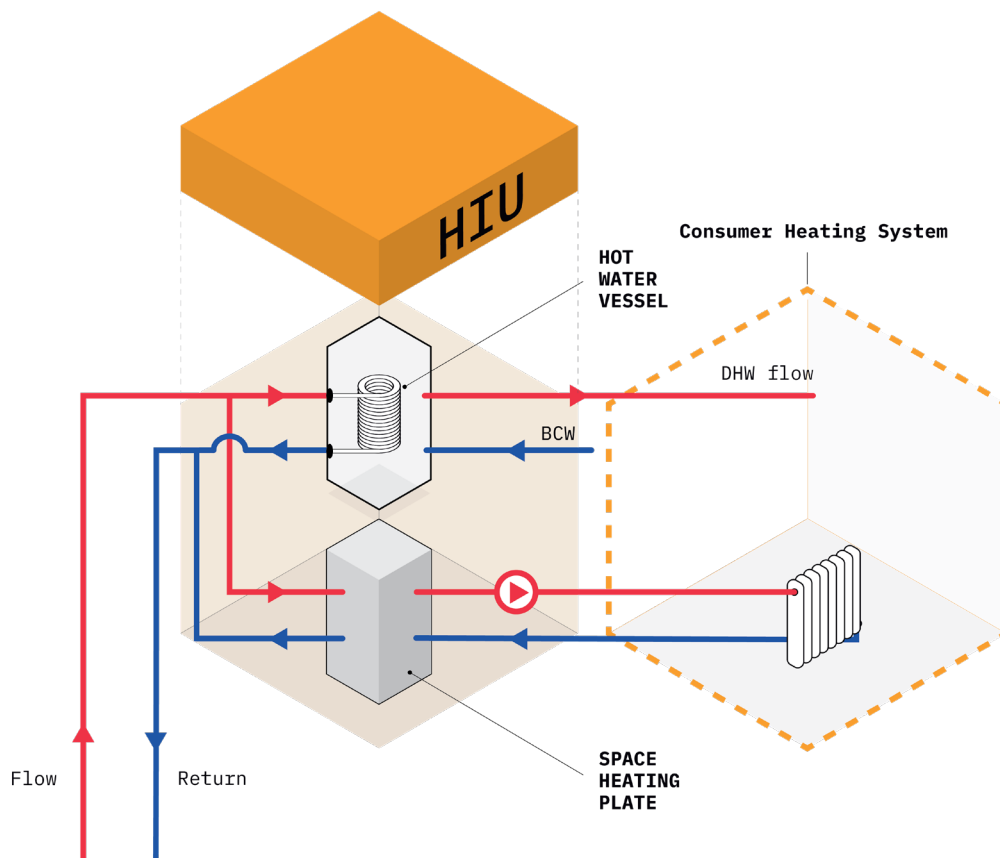 HIU
Consumer Heating System
HOT
WATER
VESSEL
DHW flow
BCW
SPACE
HEATING
PLATE
Flow
Return